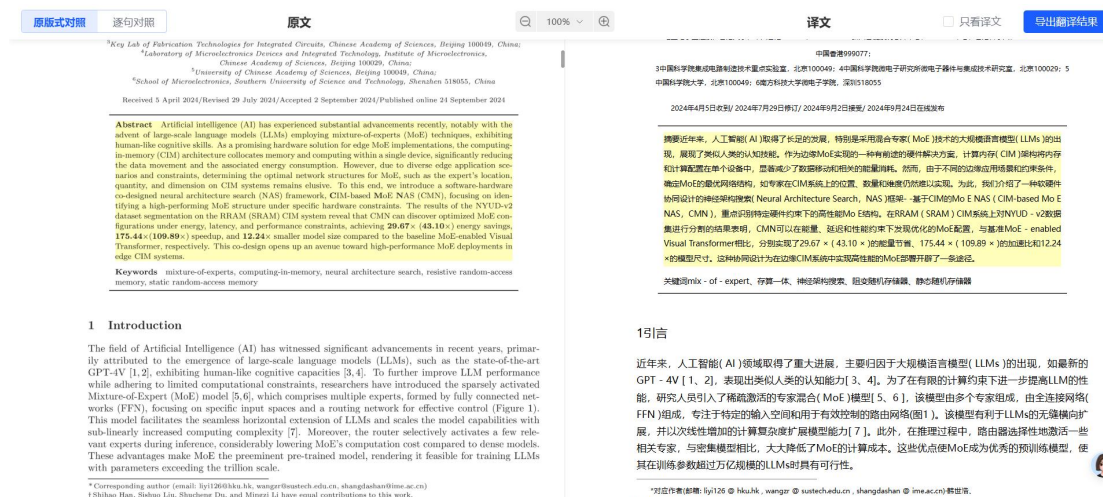 原版式对照
逐句对照
原文
100%
译文
只看译文
导出翻译结果
³Key Lab of Fabrication Technologies for Integrated Circuits, Chinese Academy of Sciences, Beijing 100049, China;
⁴Laboratory of Microelectronics Devices and Integrated Technology, Institute of Microelectronics,
Chinese Academy of Sciences, Beijing 100029, China;
⁵University of Chinese Academy of Sciences, Beijing 100049, China;
⁶School of Microelectronics, Southern University of Science and Technology, Shenzhen 518055, China
Received 5 April 2024/Revised 29 July 2024/Accepted 2 September 2024/Published online 24 September 2024
Abstract Artificial intelligence (AI) has experienced substantial advancements recently, notably with the
advent of large-scale language models (LLMs) employing mixture-of-experts (MoE) techniques, exhibiting
human-like cognitive skills. As a promising hardware solution for edge MoE implementations, the computing-
in-memory (CIM) architecture collocates memory and computing within a single device, significantly reducing
the data movement and the associated energy consumption. However, due to diverse edge application sce-
narios and constraints, determining the optimal network structures for MoE, such as the expert's location,
quantity, and dimension on CIM systems remains elusive. To this end, we introduce a software-hardware
co-designed neural architecture search (NAS) framework, CIM-based MoE NAS (CMN), focusing on iden-
tifying a high-performing MoE structure under specific hardware constraints. The results of the NYUD-v2
dataset segmentation on the RRAM (SRAM) CIM system reveal that CMN can discover optimized MoE con-
figurations under energy, latency, and performance constraints, achieving 29.67× (43.10×) energy savings,
175.44×(109.89×) speedup, and 12.24× smaller model size compared to the baseline MoE-enabled Visual
Transformer, respectively. This co-design opens up an avenue toward high-performance MoE deployments in
edge CIM systems.
Keywords mixture-of-experts, computing-in-memory, neural architecture search, resistive random-access
memory, static random-access memory
1 Introduction
The field of Artificial Intelligence (AI) has witnessed significant advancements in recent years, primar-
ily attributed to the emergence of large-scale language models (LLMs), such as the state-of-the-art
GPT-4V [1,2], exhibiting human-like cognitive capacities [3,4]. To further improve LLM performance
while adhering to limited computational constraints, researchers have introduced the sparsely activated
Mixture-of-Expert (MoE) model [5,6], which comprises multiple experts, formed by fully connected net-
works (FFN), focusing on specific input spaces and a routing network for effective control (Figure 1).
This model facilitates the seamless horizontal extension of LLMs and scales the model capabilities with
sub-linearly increased computing complexity [7]. Moreover, the router selectively activates a few rele-
vant experts during inference, considerably lowering MoE's computation cost compared to dense models.
These advantages make MoE the preeminent pre-trained model, rendering it feasible for training LLMs
with parameters exceeding the trillion scale.
*Corresponding author (email: liyi126@hku.hk, wangzr@sustech.edu.cn, shangdashan@ime.ac.cn)
† Shihao Han, Sishuo Liu, Shucheng Du, and Mingzi Li have equal contributions to this work.
中国香港999077;
3中国科学院集成电路制造技术重点实验室, 北京100049; 4中国科学院微电子研究所微电子器件与集成技术研究室, 北京100029; 5
中国科学院大学, 北京100049; 6南方科技大学微电子学院, 深圳518055
2024年4月5日收到/ 2024年7月29日修订/ 2024年9月2日接受/ 2024年9月24日在线发布
摘要近年来，人工智能( AI )取得了长足的发展，特别是采用混合专家( MoE )技术的大规模语言模型( LLMs )的出
现，展现了类似人类的认知技能。作为边缘MoE实现的一种有前途的硬件解决方案，计算内存( CIM )架构将内存
和计算配置在单个设备中，显著减少了数据移动和相关的能量消耗。然而，由于不同的边缘应用场景和约束条件，
确定MoE的最优网络结构，如专家在CIM系统上的位置、数量和维度仍然难以实现。为此，我们介绍了一种软硬件
协同设计的神经架构搜索( Neural Architecture Search，NAS )框架- -基于CIM的Mo E NAS ( CIM-based Mo E
NAS，CMN )，重点识别特定硬件约束下的高性能Mo E结构。在RRAM ( SRAM ) CIM系统上对NYUD - v2数据
集进行分割的结果表明，CMN可以在能量、延迟和性能约束下发现优化的MoE配置，与基准MoE - enabled
Visual Transformer相比，分别实现了29.67 × ( 43.10 × )的能量节省、175.44 × ( 109.89 × )的加速比和12.24
×的模型尺寸。这种协同设计为在边缘CIM系统中实现高性能的MoE部署开辟了一条途径。
关键词mix - of - expert、存算一体、神经架构搜索、阻变随机存储器、静态随机存储器
1引言
近年来，人工智能( AI )领域取得了重大进展，主要归因于大规模语言模型( LLMs )的出现，如最新的
GPT - 4V [ 1、2]，表现出类似人类的认知能力[ 3、4]。为了在有限的计算约束下进一步提高LLM的性
能，研究人员引入了稀疏激活的专家混合( MoE )模型[ 5、6 ]，该模型由多个专家组成，由全连接网络(
FFN )组成，专注于特定的输入空间和用于有效控制的路由网络(图1 )。该模型有利于LLMs的无缝横向扩
展，并以次线性增加的计算复杂度扩展模型能力[ 7 ]。此外，在推理过程中，路由器选择性地激活一些
相关专家，与密集模型相比，大大降低了MoE的计算成本。这些优点使MoE成为优秀的预训练模型，使
其在训练参数超过万亿规模的LLMs时具有可行性。
*对应作者(邮箱: liyi126 @ hku.hk , wangzr @ sustech.edu.cn , shangdashan @ ime.ac.cn)·韩世浩,